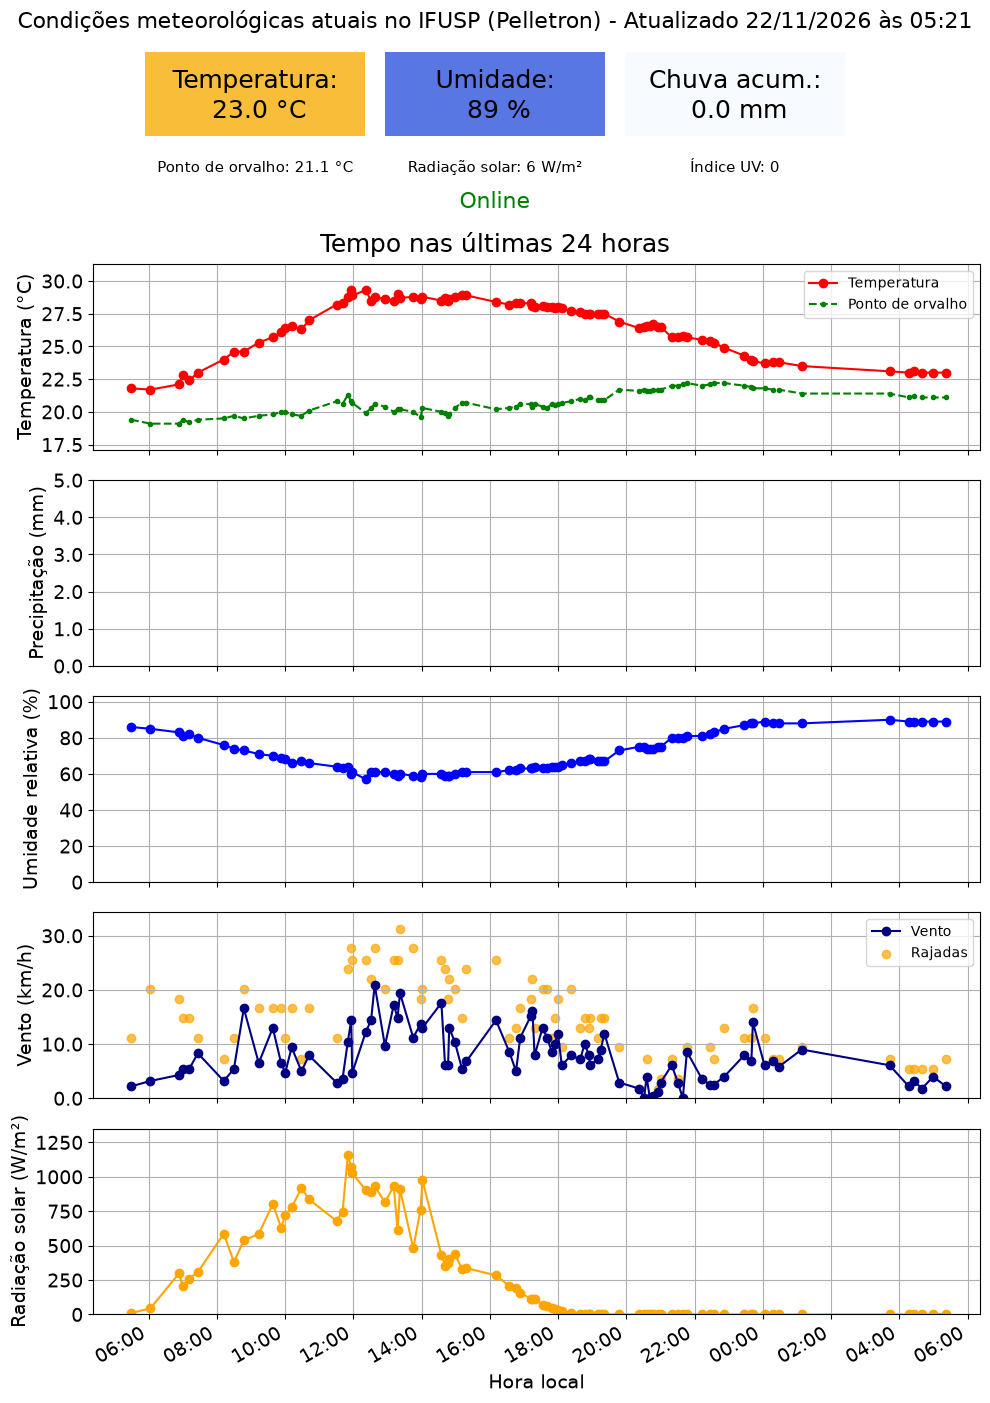 Condições meteorológicas atuais no IFUSP (Pelletron) - Atualizado 22/11/2026 às 05:21
Temperatura:
23.0 °C
Umidade:
89 %
Chuva acum.:
0.0 mm
Ponto de orvalho: 21.1 °C
Radiação solar: 6 W/m²
Índice UV: 0
Online
Tempo nas últimas 24 horas
Temperatura (°C)
30.0
27.5
25.0
22.5
20.0
17.5
Temperatura
Ponto de orvalho
Precipitação (mm)
5.0
4.0
3.0
2.0
1.0
0.0
Umidade relativa (%)
100
80
60
40
20
0
Vento (km/h)
30.0
20.0
10.0
0.0
Vento
Rajadas
Radiação solar (W/m²)
1250
1000
750
500
250
0
06:00
08:00
10:00
12:00
14:00
16:00
18:00
20:00
22:00
00:00
02:00
04:00
06:00
Hora local